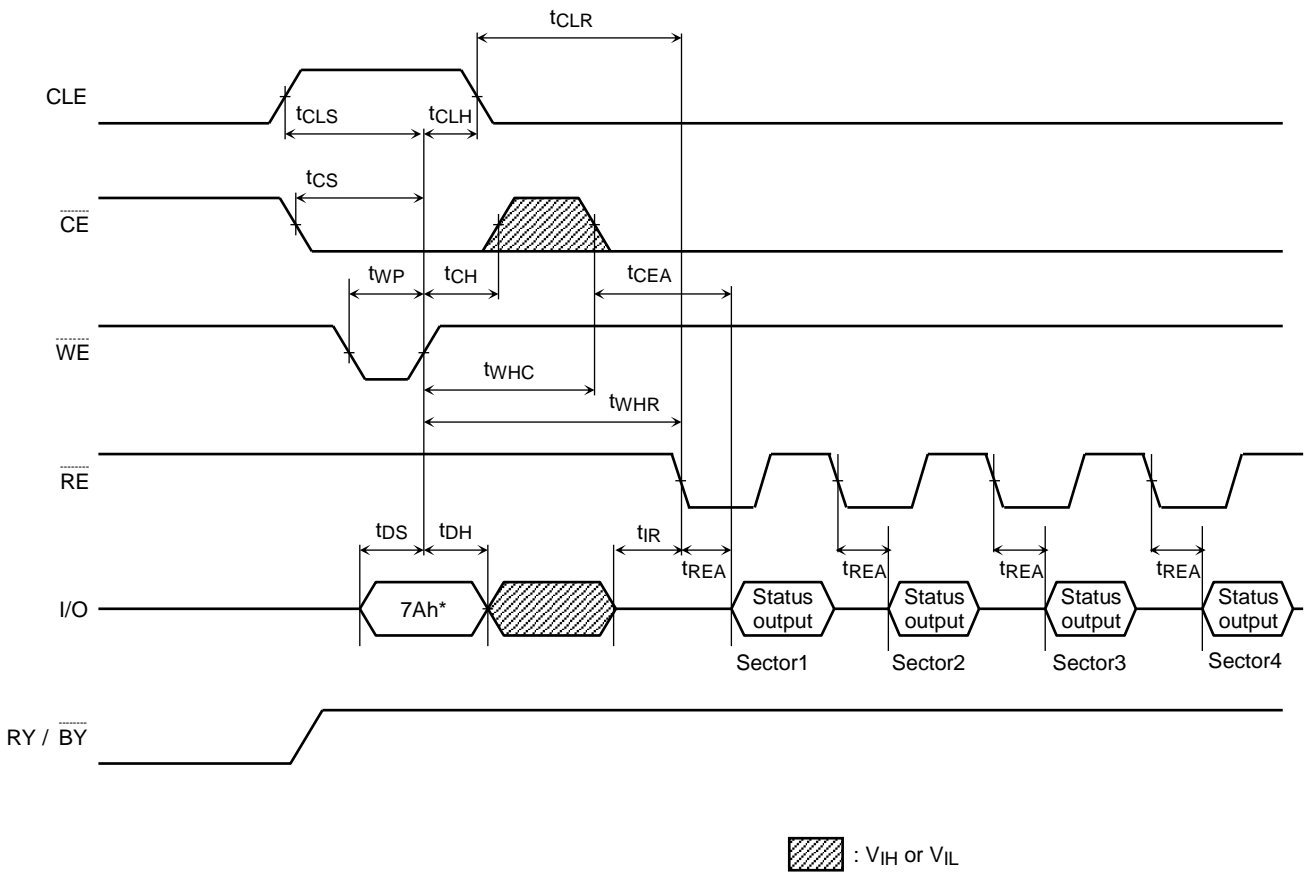 tCLR
CLE
tCLS
tCLH
tCS
CE
tWP
tCH
tCEA
WE
tWHC
tWHR
RE
tDS
tDH
tIR
tREA
tREA
tREA
tREA
I/O
7Ah*
Status
output
Status
output
Status
output
Status
output
Sector1
Sector2
Sector3
Sector4
RY / BY
: VIH or VIL